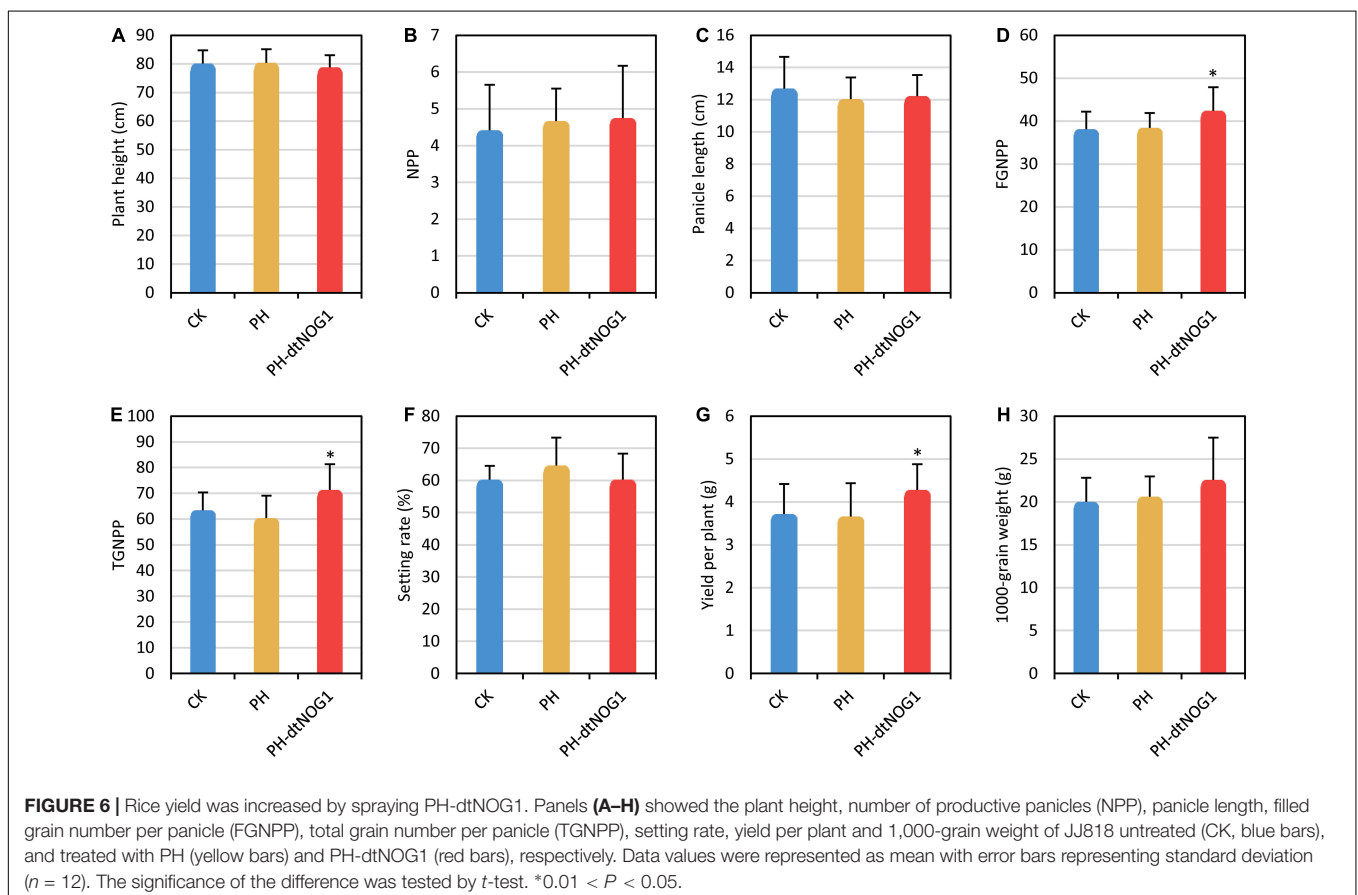 A
Plant height (cm)
90
80
70
60
50
40
30
20
10
0
CK
PH
PH-dtNOG1
B
NPP
7
6
5
4
3
2
1
0
CK
PH
PH-dtNOG1
C
Panicle length (cm)
16
14
12
10
8
6
4
2
0
CK
PH
PH-dtNOG1
D
FGNPP
60
50
40
30
20
10
0
*
CK
PH
PH-dtNOG1
E
TGNPP
100
90
80
70
60
50
40
30
20
10
0
*
CK
PH
PH-dtNOG1
F
Setting rate (%)
80
70
60
50
40
30
20
10
0
CK
PH
PH-dtNOG1
G
Yield per plant (g)
6
5
4
3
2
1
0
*
CK
PH
PH-dtNOG1
H
1000-grain weight (g)
30
25
20
15
10
5
0
CK
PH
PH-dtNOG1
FIGURE 6 | Rice yield was increased by spraying PH-dtNOG1. Panels (A–H) showed the plant height, number of productive panicles (NPP), panicle length, filled
grain number per panicle (FGNPP), total grain number per panicle (TGNPP), setting rate, yield per plant and 1,000-grain weight of JJ818 untreated (CK, blue bars),
and treated with PH (yellow bars) and PH-dtNOG1 (red bars), respectively. Data values were represented as mean with error bars representing standard deviation
(n = 12). The significance of the difference was tested by t-test. *0.01 < P < 0.05.